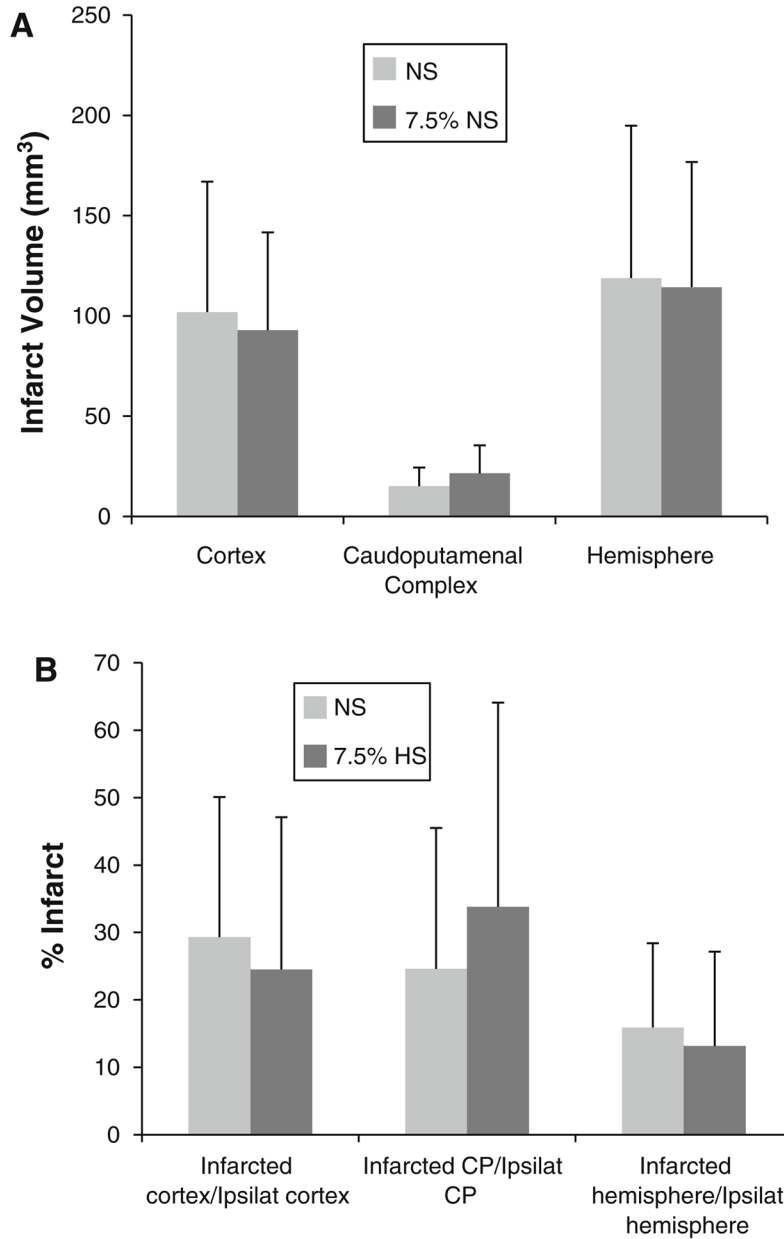 A
Infarct Volume (mm³)
250
200
150
100
50
0
NS
7.5% NS
Cortex
Caudoputamenal
Complex
Hemisphere
B
% Infarct
70
60
50
40
30
20
10
0
NS
7.5% HS
Infarcted
cortex/Ipsilat cortex
Infarcted CP/Ipsilat
CP
Infarcted
hemisphere/Ipsilat
hemisphere